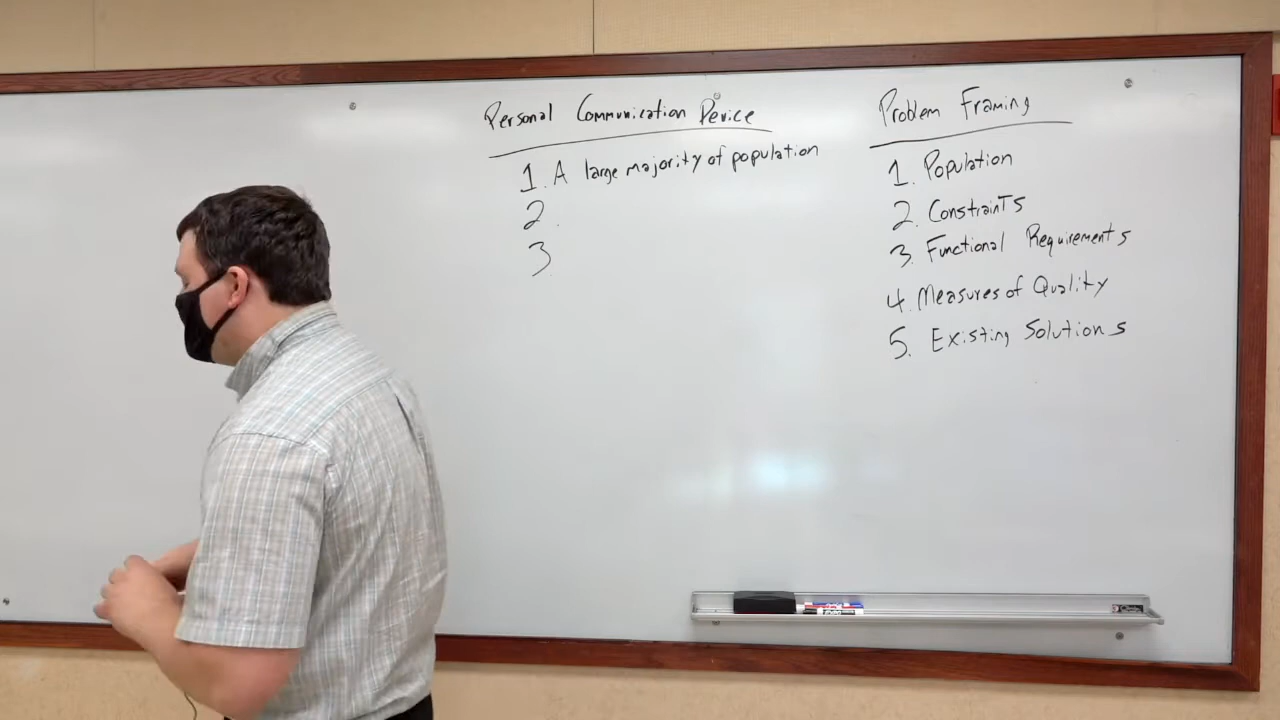 Personal Communication Device
1. A large majority of population
2.
3.
Problem Framing
1. Population
2. Constraints
3. Functional Requirements
4. Measures of Quality
5. Existing Solutions